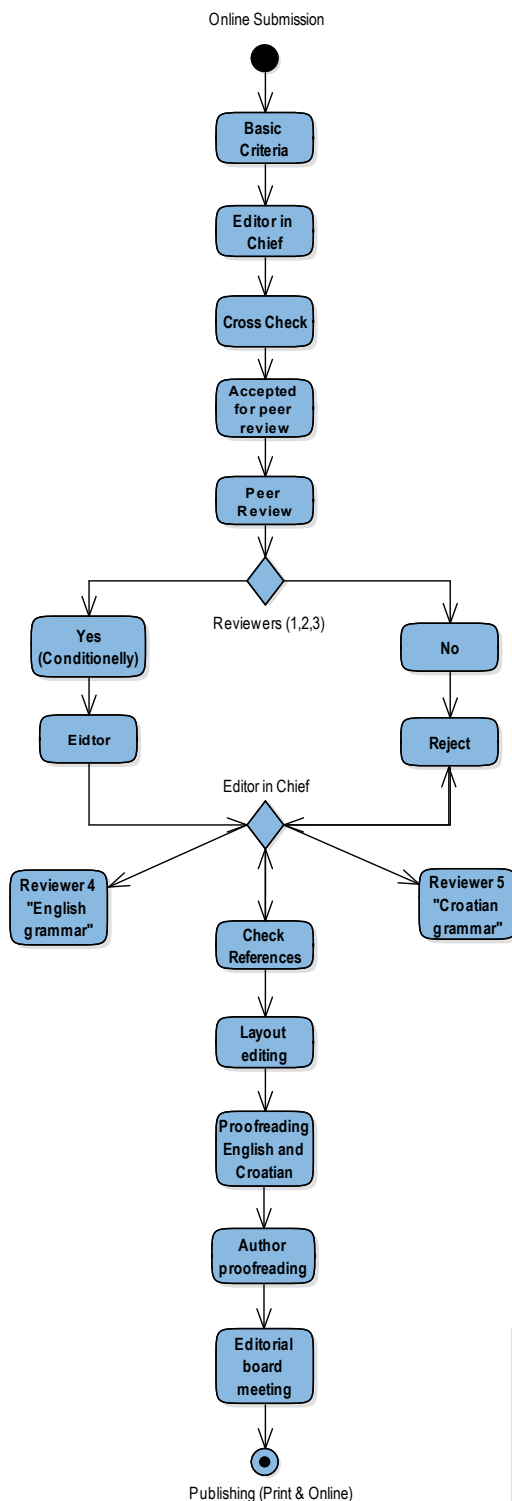 Online Submission
Basic
Criteria
Editor in
Chief
Cross Check
Accepted
for peer
review
Peer
Review
Reviewers (1,2,3)
Yes
(Conditionelly)
No
Eidtor
Reject
Editor in Chief
Reviewer 4
"English
grammar"
Reviewer 5
"Croatian
grammar"
Check
References
Layout
editing
Proofreading
English and
Croatian
Author
proofreading
Editorial
board
meeting
Publishing (Print & Online)